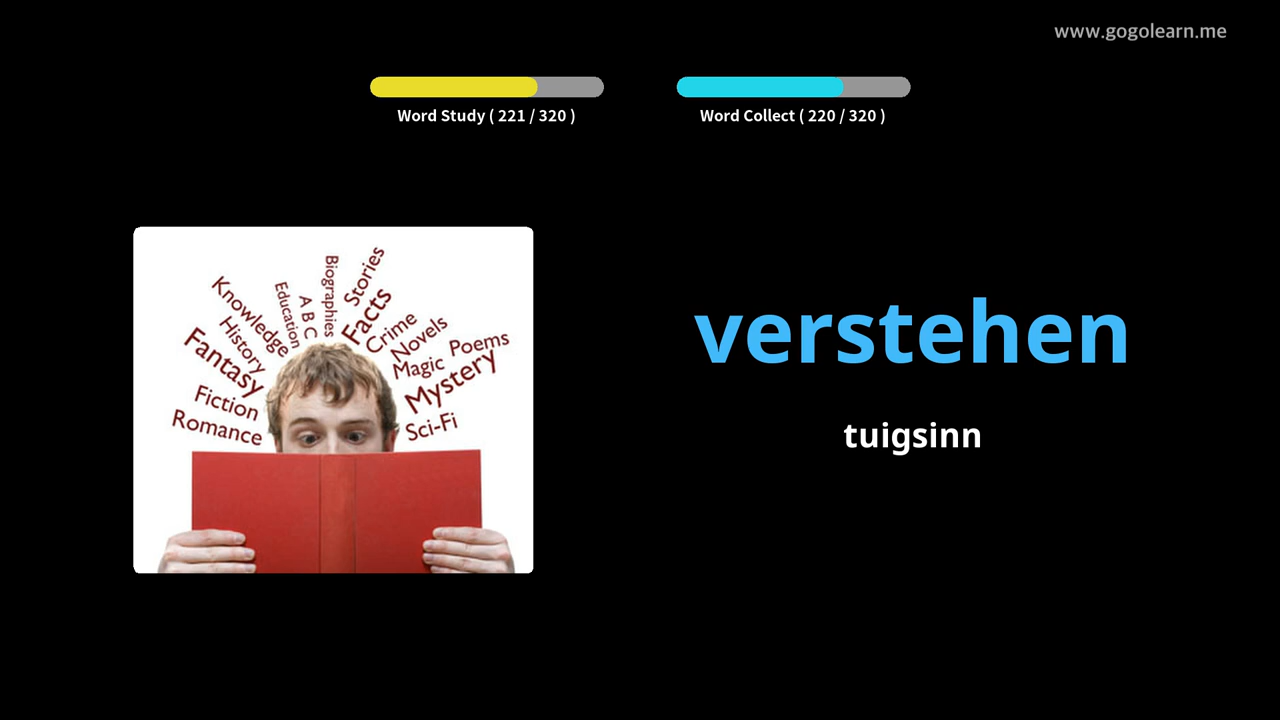 www.gogolearn.me
Word Study ( 221 / 320 )
Word Collect ( 220 / 320 )
Knowledge
Education
A B C
Biographies
Stories
Facts
Crime
Novels
Poems
History
Fantasy
Magic
Mystery
Fiction
Romance
Sci-Fi
verstehen
tuigsinn